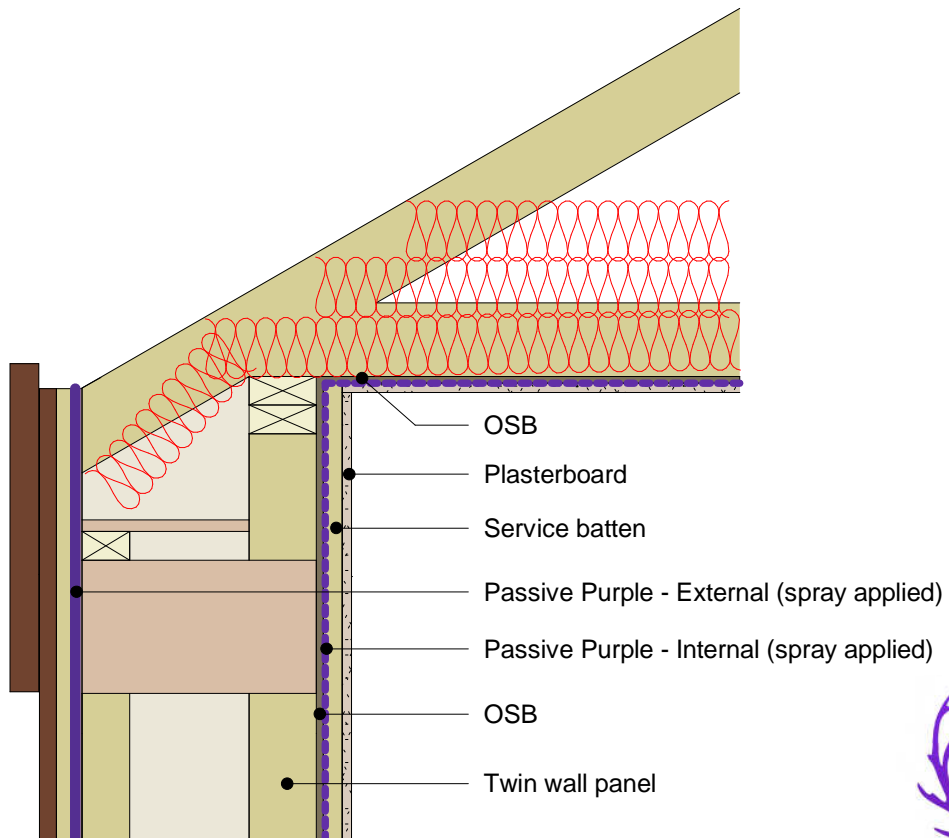 OSB
Plasterboard
Service batten
Passive Purple - External (spray applied)
Passive Purple - Internal (spray applied)
OSB
Twin wall panel